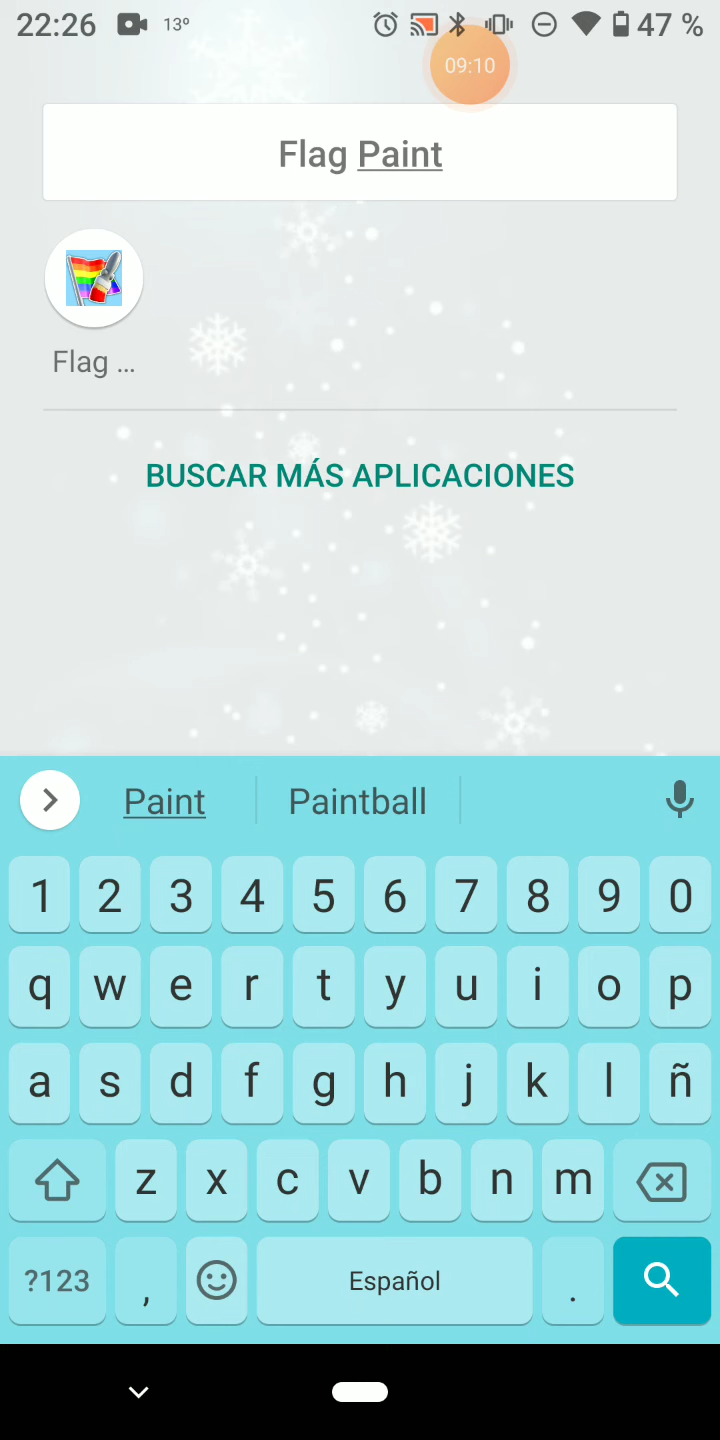 22:26 13º 47 %
09:10
Flag Paint
Flag ...
BUSCAR MÁS APLICACIONES
Paint Paintball
1 2 3 4 5 6 7 8 9 0
q w e r t y u i o p
a s d f g h j k l ñ
z x c v b n m
?123 , Español .